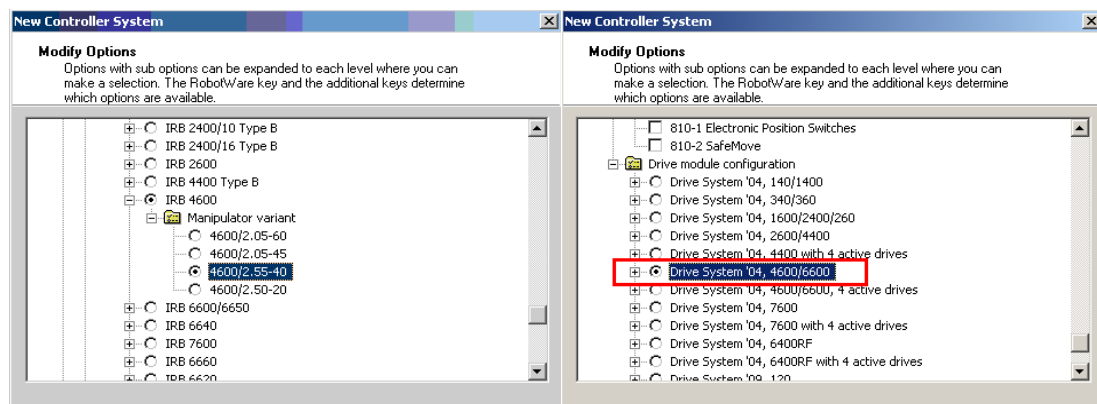 New Controller System
Modify Options
Options with sub options can be expanded to each level where you can
make a selection. The RobotWare key and the additional keys determine
which options are available.
IRB 2400/10 Type B
IRB 2400/16 Type B
IRB 2600
IRB 4400 Type B
IRB 4600
Manipulator variant
4600/2.05-60
4600/2.05-45
4600/2.55-40
4600/2.50-20
IRB 6600/6650
IRB 6640
IRB 7600
IRB 6660
IRB 6620
New Controller System
Modify Options
Options with sub options can be expanded to each level where you can
make a selection. The RobotWare key and the additional keys determine
which options are available.
810-1 Electronic Position Switches
810-2 SafeMove
Drive module configuration
Drive System '04, 140/1400
Drive System '04, 340/360
Drive System '04, 1600/2400/260
Drive System '04, 2600/4400
Drive System '04, 4400 with 4 active drives
Drive System '04, 4600/6600
Drive System '04, 4600/6600, 4 active drives
Drive System '04, 7600
Drive System '04, 7600 with 4 active drives
Drive System '04, 6400RF
Drive System '04, 6400RF with 4 active drives
Drive System '09, 120